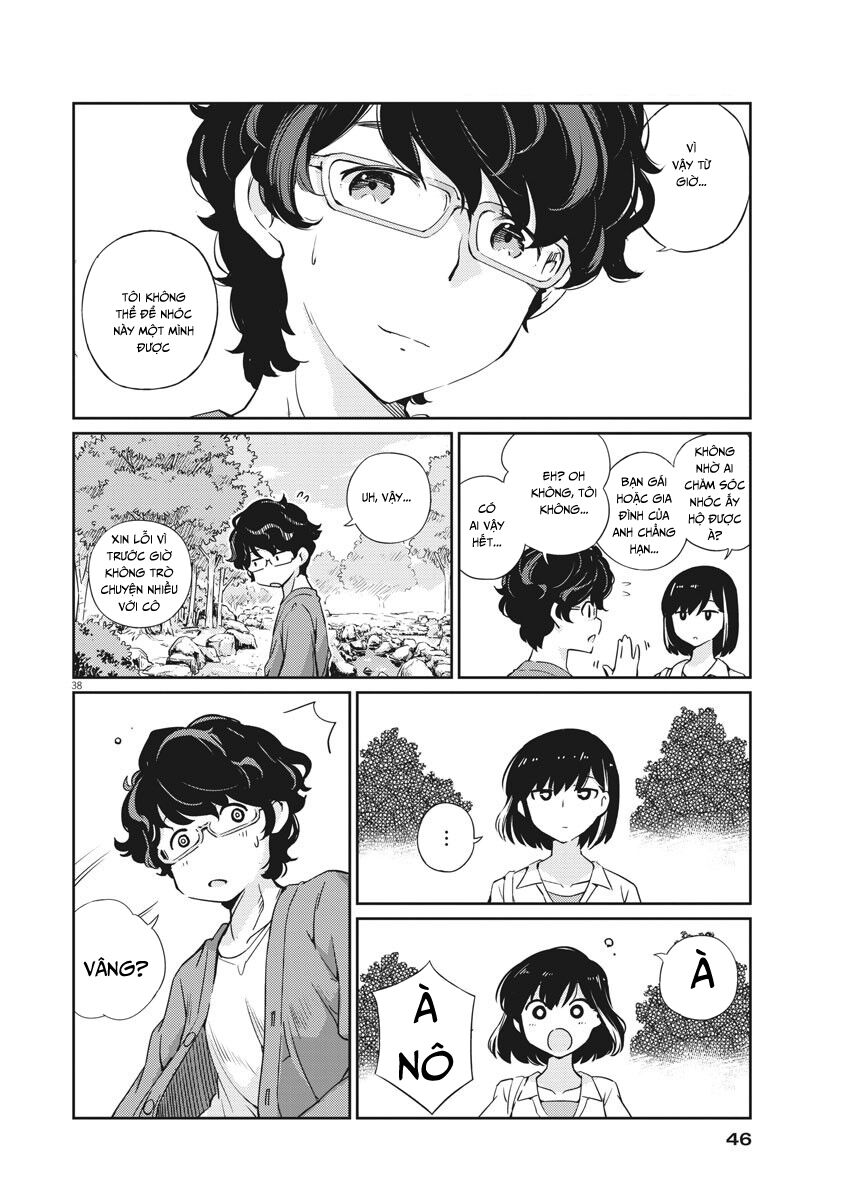 VÌ
VẬY TỪ
GIỜ...
TÔI KHÔNG
THỂ ĐỂ NHÓC
NÀY MỘT MÌNH
ĐƯỢC
KHÔNG
NHỜ AI
CHĂM SÓC
NHÓC ẤY
HỘ ĐƯỢC
À?
BẠN GÁI
HOẶC GIA
ĐÌNH CỦA
ANH CHẲNG
HẠN...
EH? OH
KHÔNG, TÔI
KHÔNG...
CÓ
AI VẬY
HẾT...
UH, VẬY...
XIN LỖI VÌ
TRƯỚC GIỜ
KHÔNG TRÒ
CHUYỆN NHIỀU
VỚI CÔ
38
...
À
À
NÔ
VÂNG?
46